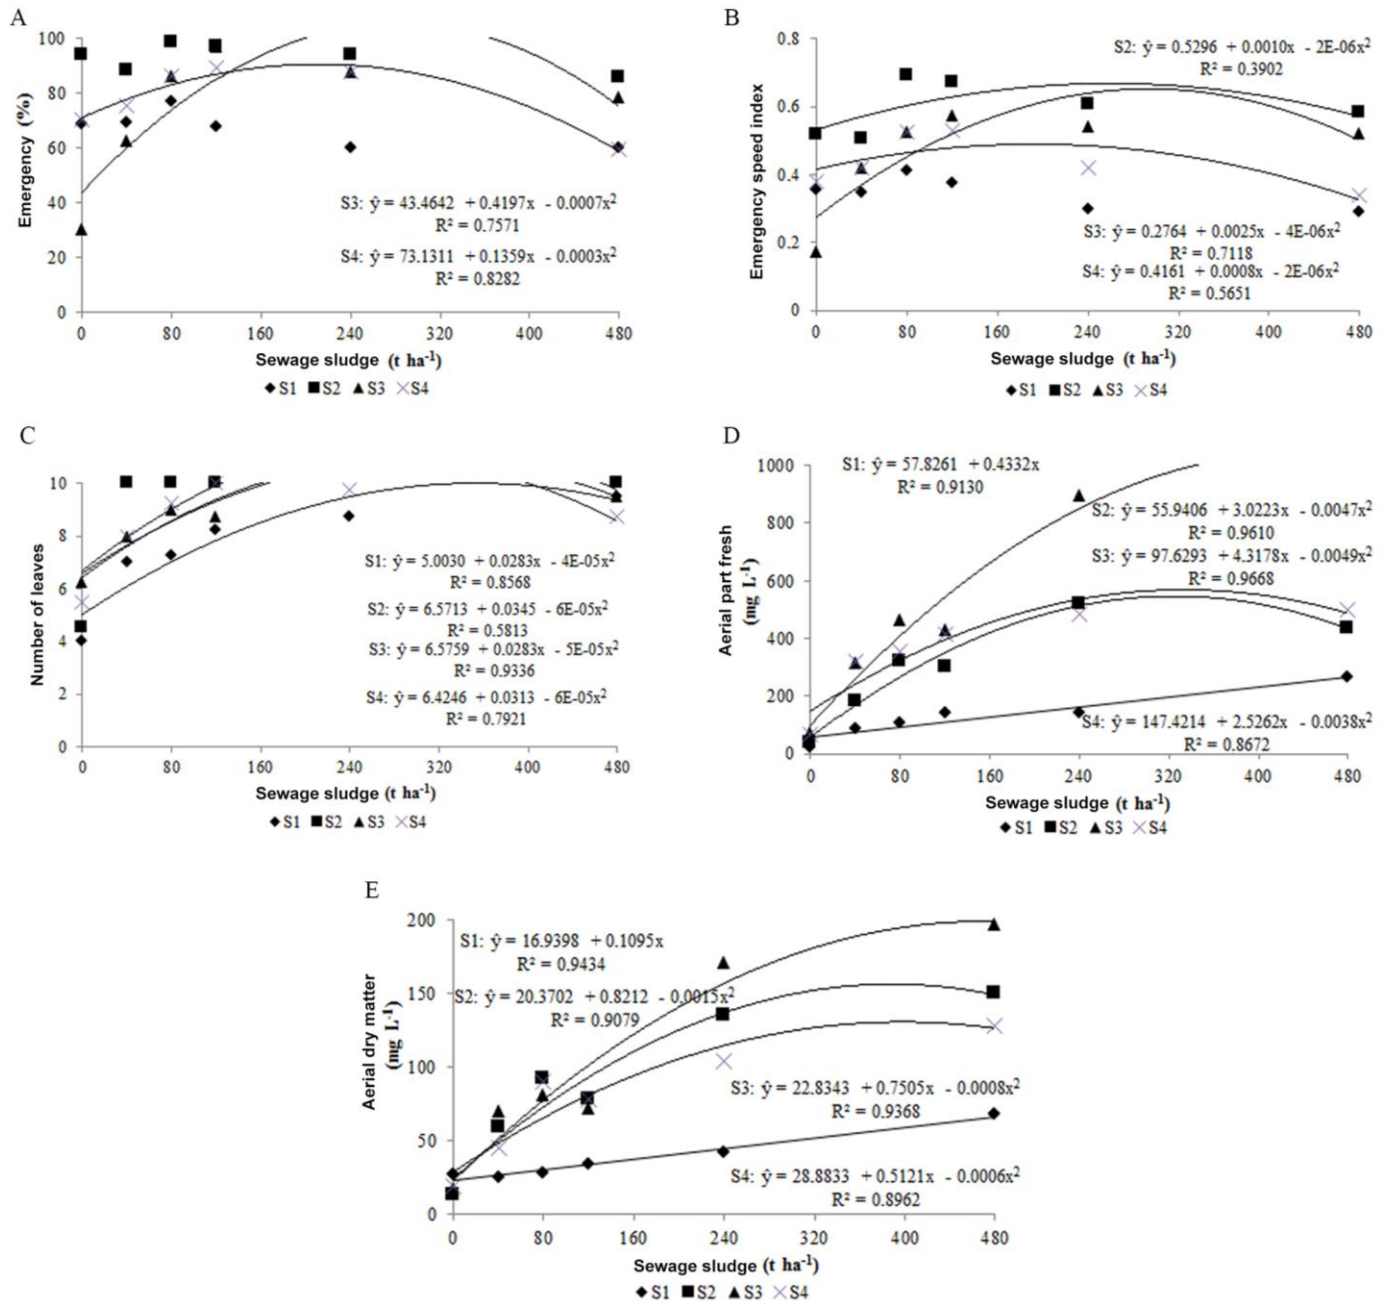 A
Emergency (%)
100
80
60
40
20
0
S3: ŷ = 43.4642 + 0.4197x - 0.0007x²
R² = 0.7571
S4: ŷ = 73.1311 + 0.1359x - 0.0003x²
R² = 0.8282
0 80 160 240 320 400 480
Sewage sludge (t ha⁻¹)
S1 S2 S3 S4
B
Emergency speed index
0.8
0.6
0.4
0.2
0
S2: ŷ = 0.5296 + 0.0010x - 2E-06x²
R² = 0.3902
S3: ŷ = 0.2764 + 0.0025x - 4E-06x²
R² = 0.7118
S4: ŷ = 0.4161 + 0.0008x - 2E-06x²
R² = 0.5651
0 80 160 240 320 400 480
Sewage sludge (t ha⁻¹)
S1 S2 S3 S4
C
Number of leaves
10
8
6
4
2
0
S1: ŷ = 5.0030 + 0.0283x - 4E-05x²
R² = 0.8568
S2: ŷ = 6.5713 + 0.0345x - 6E-05x²
R² = 0.5813
S3: ŷ = 6.5759 + 0.0283x - 5E-05x²
R² = 0.9336
S4: ŷ = 6.4246 + 0.0313x - 6E-05x²
R² = 0.7921
0 80 160 240 320 400 480
Sewage sludge (t ha⁻¹)
S1 S2 S3 S4
D
Aerial part fresh
(mg L⁻¹)
1000
800
600
400
200
0
S1: ŷ = 57.8261 + 0.4332x
R² = 0.9130
S2: ŷ = 55.9406 + 3.0223x - 0.0047x²
R² = 0.9610
S3: ŷ = 97.6293 + 4.3178x - 0.0049x²
R² = 0.9668
S4: ŷ = 147.4214 + 2.5262x - 0.0038x²
R² = 0.8672
0 80 160 240 320 400 480
Sewage sludge (t ha⁻¹)
S1 S2 S3 S4
E
Aerial dry matter
(mg L⁻¹)
200
150
100
50
0
S1: ŷ = 16.9398 + 0.1095x
R² = 0.9434
S2: ŷ = 20.3702 + 0.8212 - 0.0015x²
R² = 0.9079
S3: ŷ = 22.8343 + 0.7505x - 0.0008x²
R² = 0.9368
S4: ŷ = 28.8833 + 0.5121x - 0.0006x²
R² = 0.8962
0 80 160 240 320 400 480
Sewage sludge (t ha⁻¹)
S1 S2 S3 S4